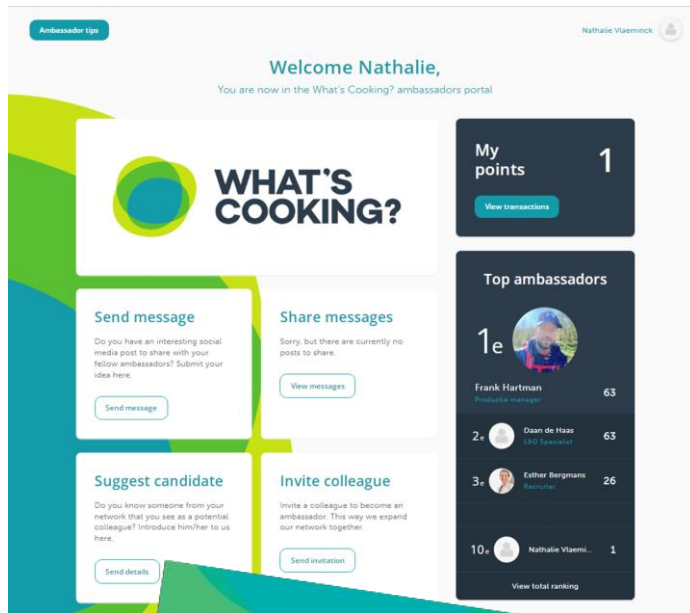 Ambassador tips
Nathalie Vlaeminck
Welcome Nathalie,
You are now in the What's Cooking? ambassadors portal
WHAT'S
COOKING?
My
points
1
View transactions
Send message
Do you have an interesting social
media post to share with your
fellow ambassadors? Submit your
idea here.
Send message
Share messages
Sorry, but there are currently no
posts to share.
View messages
Suggest candidate
Do you know someone from your
network that you see as a potential
colleague? Introduce him/her to us
here.
Send details
Invite colleague
Invite a colleague to become an
ambassador. This way we expand
our network together.
Send invitation
Top ambassadors
1e
Frank Hartman
63
Productie manager
2e Daan de Haas 63
L&D Specialist
3e Esther Bergmans 26
Recruiter
10e Nathalie Vlaemi... 1
View total ranking